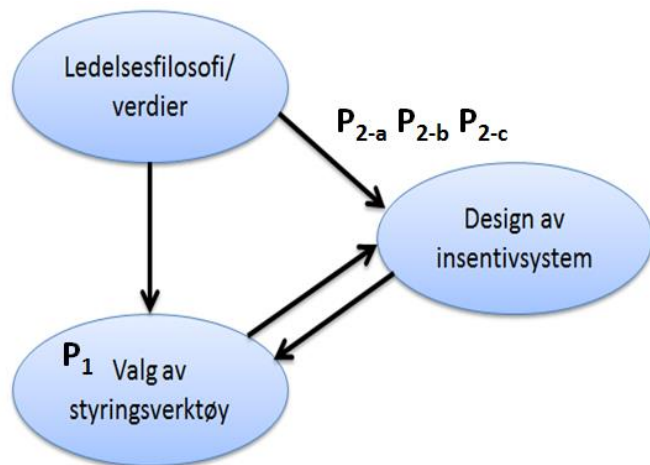 Ledelsesfilosofi/
verdier
P2-a P2-b P2-c
Design av
insentivsystem
P1 Valg av
styringsverktøy